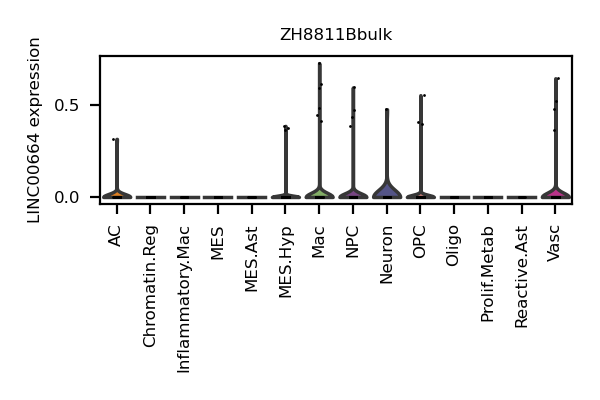 ZH8811Bbulk
LINC00664 expression
0.5
0.0
AC
Chromatin.Reg
Inflammatory.Mac
MES
MES.Ast
MES.Hyp
Mac
NPC
Neuron
OPC
Oligo
Prolif.Metab
Reactive.Ast
Vasc